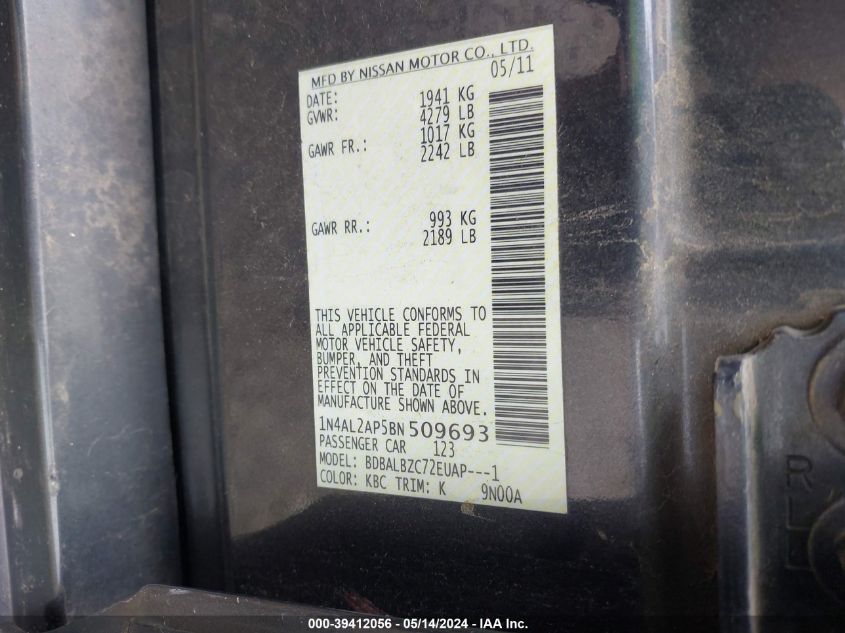 MFD BY NISSAN MOTOR CO., LTD.
DATE: 05/11
GVWR: 1941 KG
4279 LB
GAWR FR.: 1017 KG
2242 LB
GAWR RR.: 993 KG
2189 LB
THIS VEHICLE CONFORMS TO
ALL APPLICABLE FEDERAL
MOTOR VEHICLE SAFETY,
BUMPER, AND THEFT
PREVENTION STANDARDS IN
EFFECT ON THE DATE OF
MANUFACTURE SHOWN ABOVE.
1N4AL2AP5BN509693
PASSENGER CAR 123
MODEL: BDBALBZC72EUAP---1
COLOR: KBC TRIM: K 9N00A
R
L
000-39412056 - 05/14/2024 - IAA Inc.